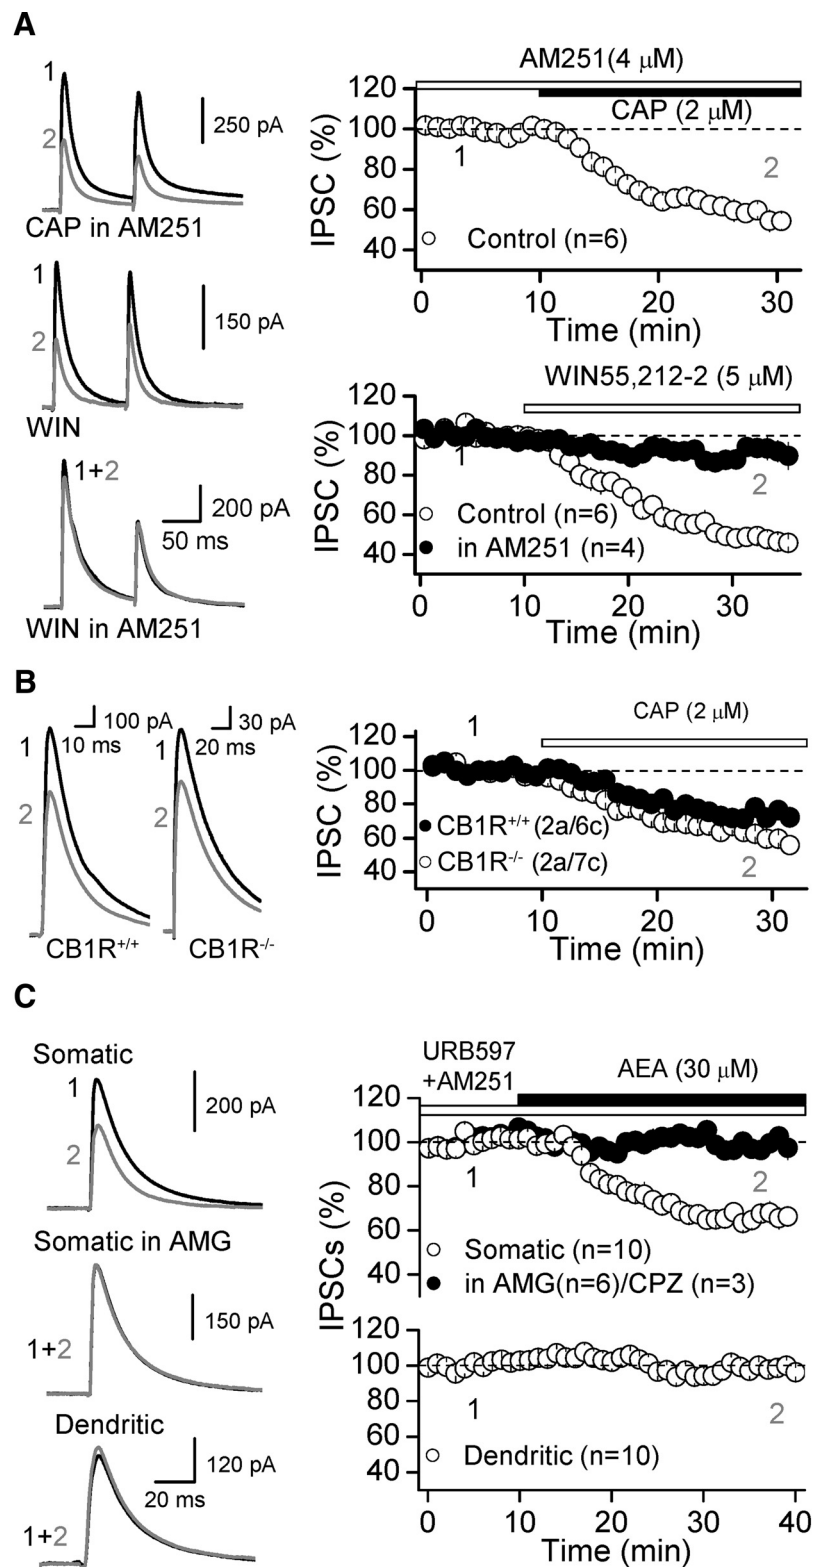 A
1
2
250 pA
CAP in AM251
1
2
150 pA
WIN
1+2
200 pA
50 ms
WIN in AM251
AM251(4 µM)
CAP (2 µM)
IPSC (%)
120
100
80
60
40
1
2
Control (n=6)
0 10 20 30
Time (min)
WIN55,212-2 (5 µM)
IPSC (%)
120
100
80
60
40
1
2
Control (n=6)
in AM251 (n=4)
0 10 20 30
Time (min)
B
1
2
100 pA
10 ms
CB1R+/+
1
2
30 pA
20 ms
CB1R-/-
1
CAP (2 µM)
IPSC (%)
120
100
80
60
40
CB1R+/+ (2a/6c)
CB1R-/- (2a/7c)
2
0 10 20 30
Time (min)
C
Somatic
1
2
200 pA
Somatic in AMG
150 pA
1+2
Dendritic
120 pA
20 ms
1+2
URB597
+AM251
AEA (30 µM)
IPSCs (%)
120
100
80
60
40
1
2
Somatic (n=10)
in AMG(n=6)/CPZ (n=3)
120
100
80
60
40
1
2
Dendritic (n=10)
0 10 20 30 40
Time (min)